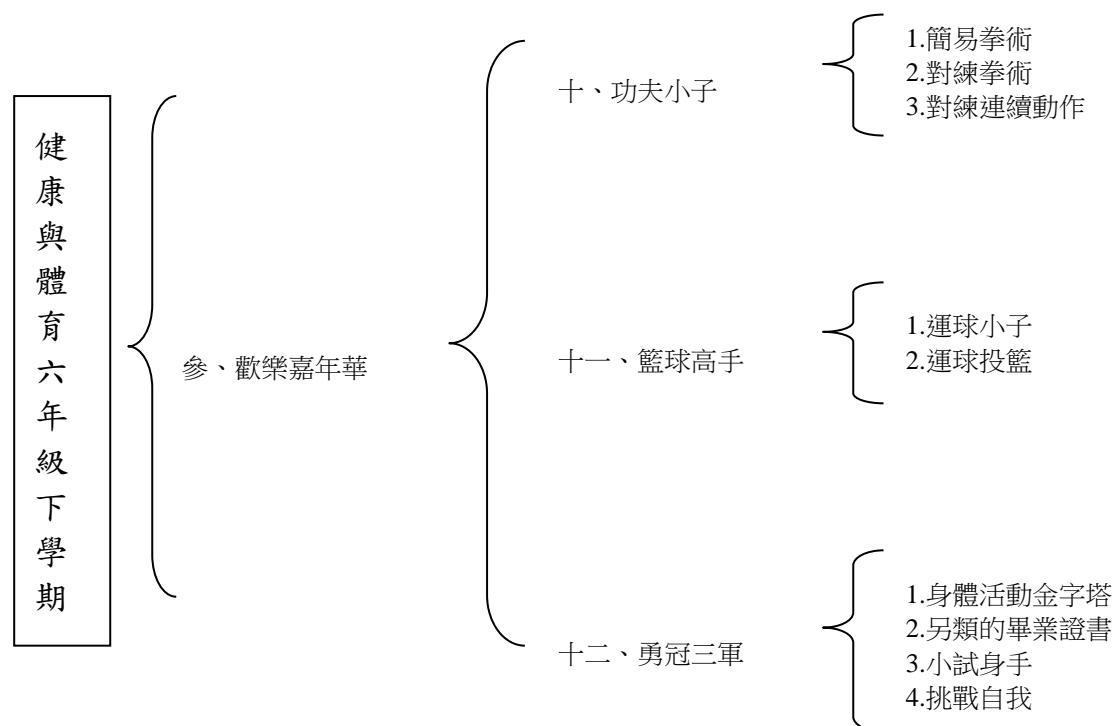 健康與體育六年級下學期
參、歡樂嘉年華
十、功夫小子
1.簡易拳術
2.對練拳術
3.對練連續動作
十一、籃球高手
1.運球小子
2.運球投籃
十二、勇冠三軍
1.身體活動金字塔
2.另類的畢業證書
3.小試身手
4.挑戰自我